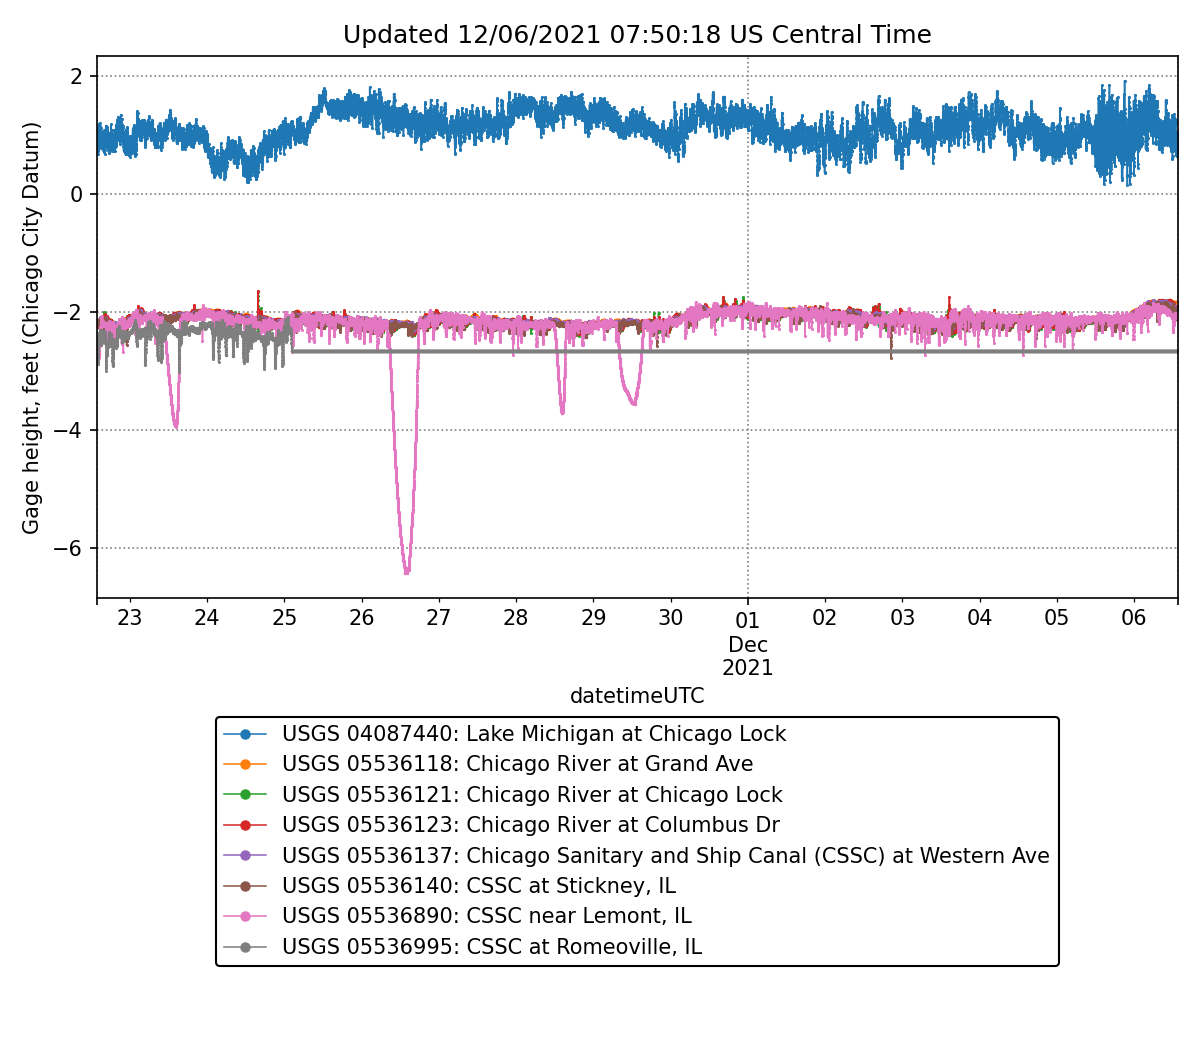 Updated 12/06/2021 07:50:18 US Central Time
Gage height, feet (Chicago City Datum)
2
0
−2
−4
−6
23 24 25 26 27 28 29 30 01 02 03 04 05 06
Dec
2021
datetimeUTC
USGS 04087440: Lake Michigan at Chicago Lock
USGS 05536118: Chicago River at Grand Ave
USGS 05536121: Chicago River at Chicago Lock
USGS 05536123: Chicago River at Columbus Dr
USGS 05536137: Chicago Sanitary and Ship Canal (CSSC) at Western Ave
USGS 05536140: CSSC at Stickney, IL
USGS 05536890: CSSC near Lemont, IL
USGS 05536995: CSSC at Romeoville, IL